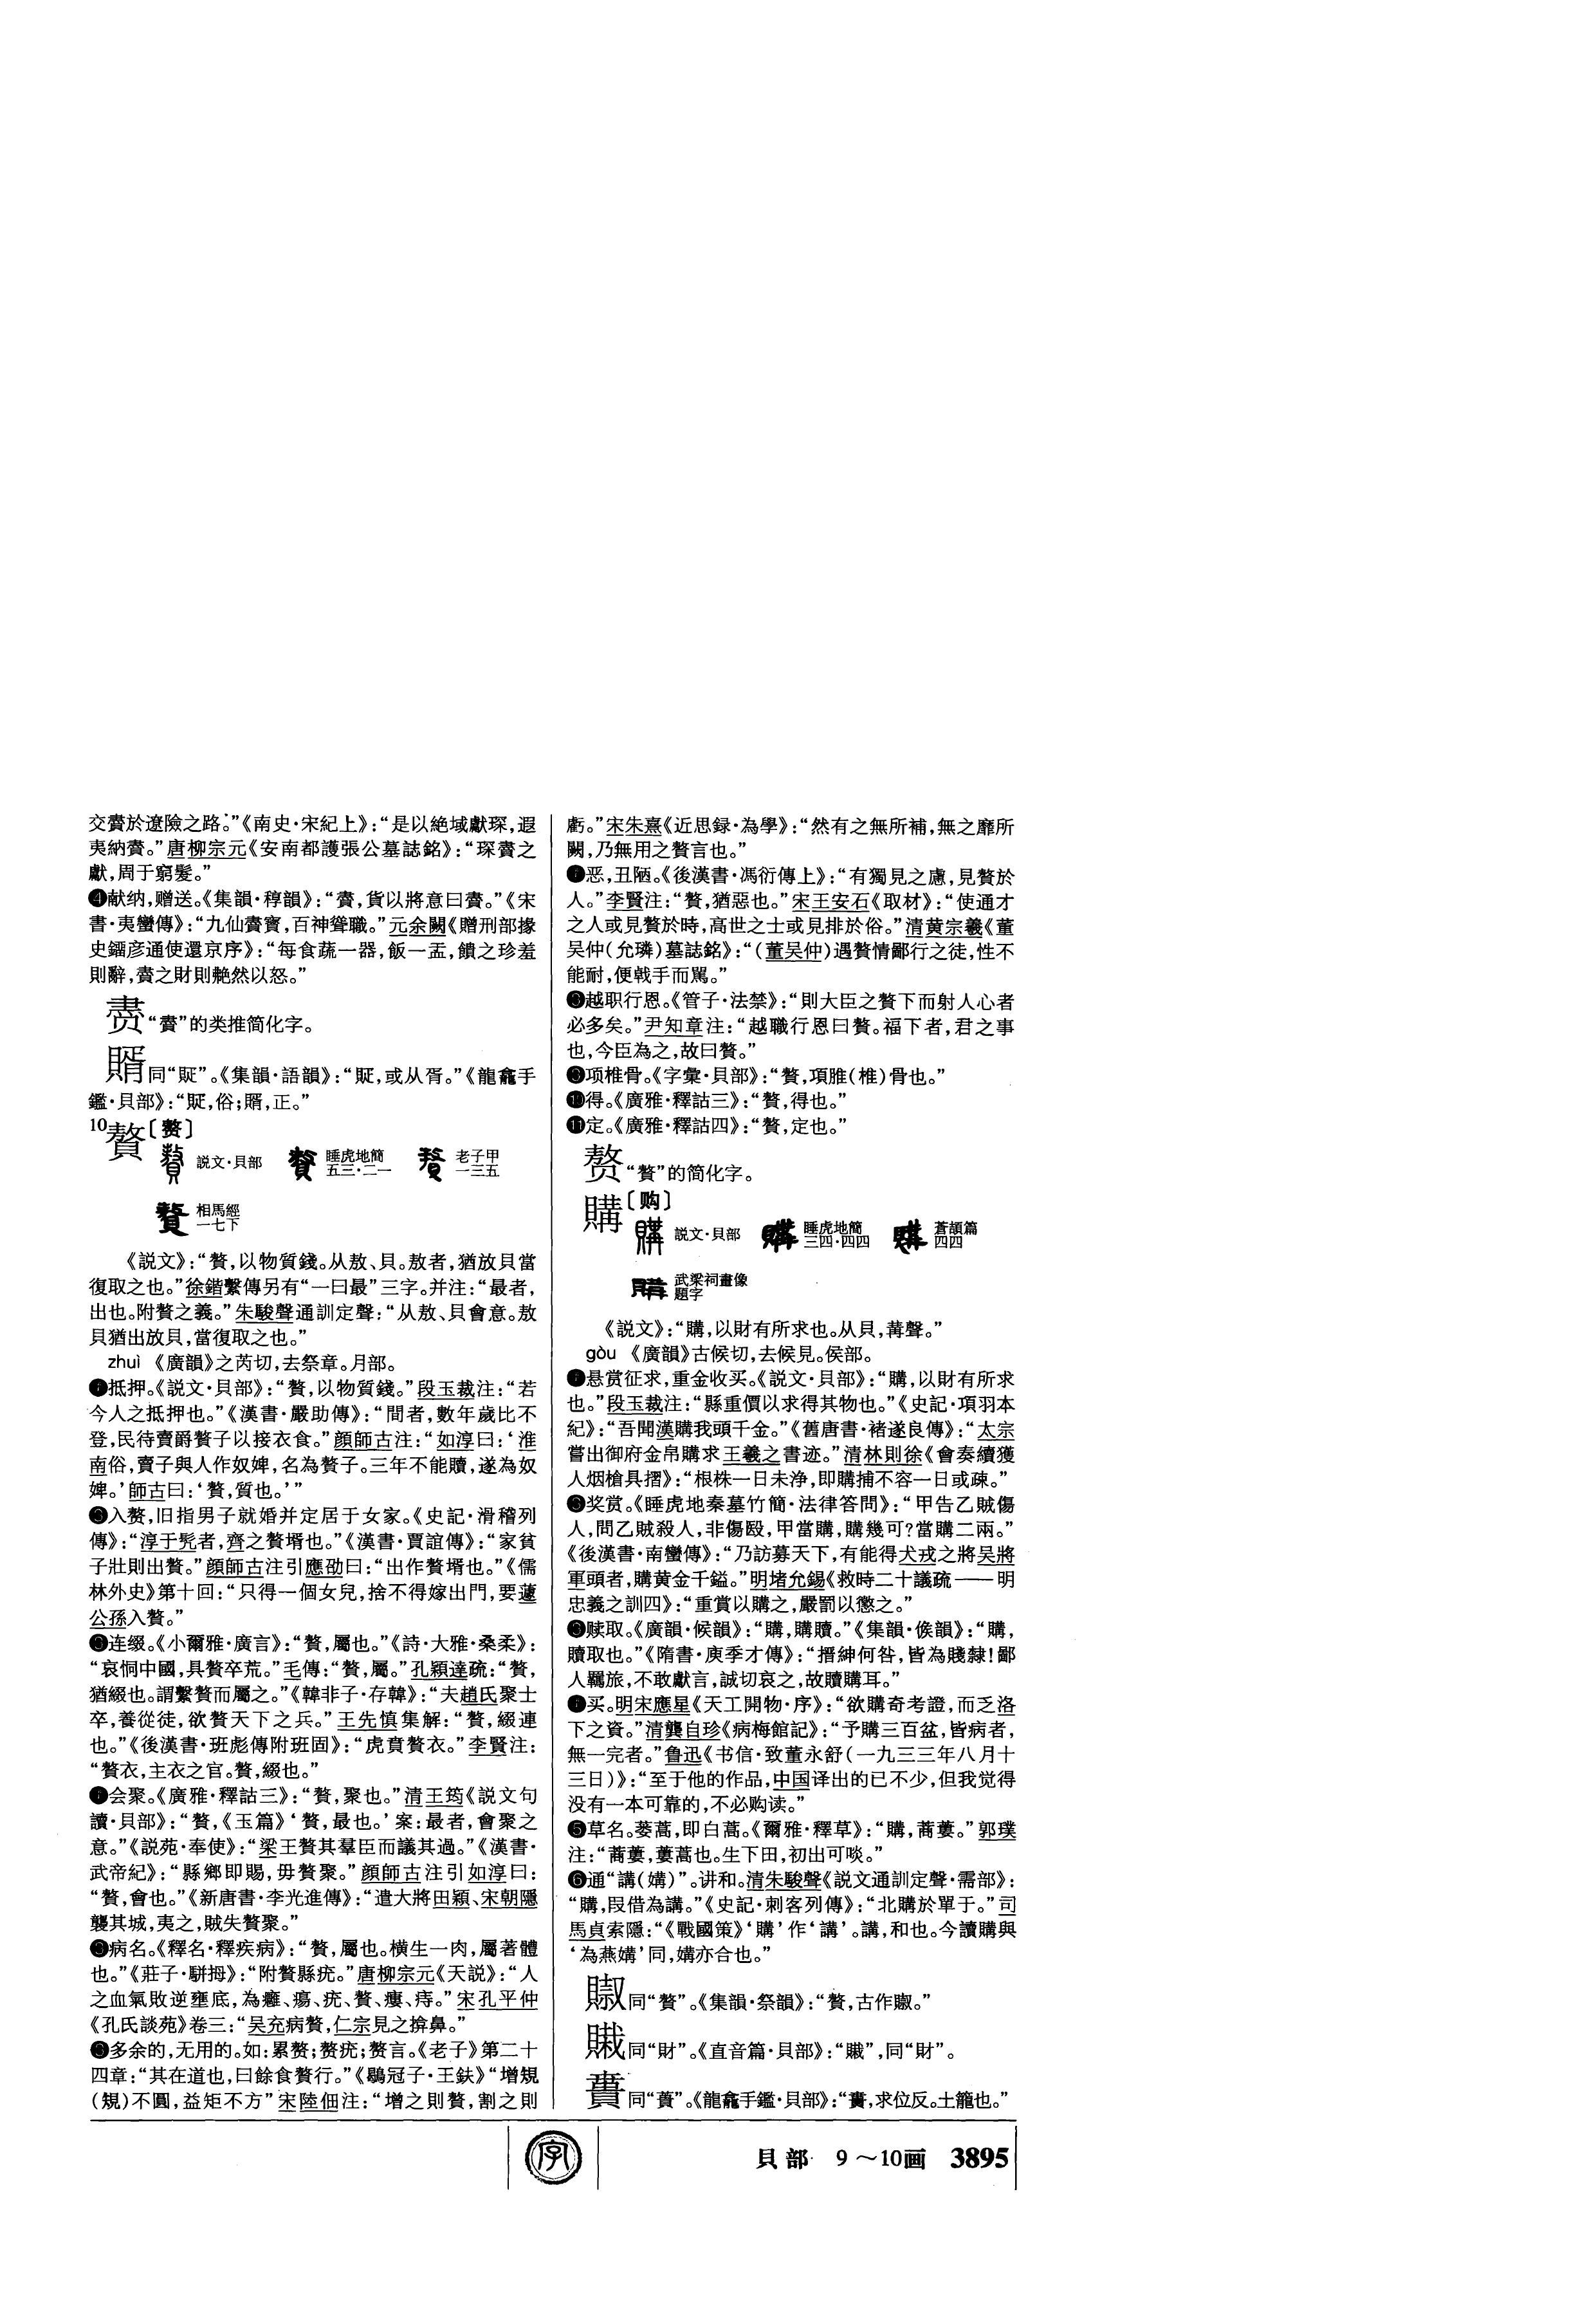 交賮於遼險之路。”《南史·宋紀上》：“是以絶域獻琛，遐
夷納賮。”唐柳宗元《安南都護張公墓誌銘》：“琛賮之
獻，周于窮髮。”
❹献纳，赠送。《集韻·稕韻》：“賮，貨以將意曰賮。”《宋
書·夷蠻傳》：“九仙賮寶，百神聳職。”元余闕《贈刑部掾
史鎦彦通使還京序》：“每食蔬一器，飯一盂，饋之珍羞
則辭，賮之財則艴然以怒。”
赆“賮”的类推简化字。
䝴同“貾”。《集韻·語韻》：“，或从胥。”《龍龕手
鑑·貝部》：“，俗；，正。”
10贅〔赘〕
説文·貝部 睡虎地簡五三·二一 老子甲一三五
相馬經一七下
《説文》：“贅，以物質錢。从敖、貝。敖者，猶放貝當
復取之也。”徐鍇繫傳另有“一曰最”三字。并注：“最者，
出也。附贅之義。”朱駿聲通訓定聲：“从敖、貝會意。敖
貝猶出放貝，當復取之也。”
zhuì 《廣韻》之芮切，去祭章。月部。
❶抵押。《説文·貝部》：“贅，以物質錢。”段玉裁注：“若
今人之抵押也。”《漢書·嚴助傳》：“間者，數年歲比不
登，民待賣爵贅子以接衣食。”顔師古注：“如淳曰：‘淮
南俗，賣子與人作奴婢，名為贅子。三年不能贖，遂為奴
婢。’師古曰：‘贅，質也。’”
❷入赘，旧指男子就婚并定居于女家。《史記·滑稽列
傳》：“淳于髡者，齊之贅壻也。”《漢書·賈誼傳》：“家貧
子壯則出贅。”顔師古注引應劭曰：“出作贅壻也。”《儒
林外史》第十回：“只得一個女兒，捨不得嫁出門，要蘧
公孫入贅。”
❸连缀。《小爾雅·廣言》：“贅，屬也。”《詩·大雅·桑柔》：
“哀恫中國，具贅卒荒。”毛傳：“贅，屬。”孔穎達疏：“贅，
猶綴也。謂繫贅而屬之。”《韓非子·存韓》：“夫趙氏聚士
卒，養從徒，欲贅天下之兵。”王先慎集解：“贅，綴連
也。”《後漢書·班彪傳附班固》：“虎賁贅衣。”李賢注：
“贅衣，主衣之官。贅，綴也。”
❹会聚。《廣雅·釋詁三》：“贅，聚也。”清王筠《説文句
讀·貝部》：“贅，《玉篇》‘贅，最也。’案：最者，會聚之
意。”《説苑·奉使》：“梁王贅其羣臣而議其過。”《漢書·
武帝紀》：“縣鄉即賜，毋贅聚。”顔師古注引如淳曰：
“贅，會也。”《新唐書·李光進傳》：“遣大將田穎、宋朝隱
襲其城，夷之，賊失贅聚。”
❺病名。《釋名·釋疾病》：“贅，屬也。横生一肉，屬著體
也。”《莊子·駢拇》：“附贅縣疣。”唐柳宗元《天説》：“人
之血氣敗逆壅底，為癰、瘍、疣、贅、瘻、痔。”宋孔平仲
《孔氏談苑》卷三：“吴充病贅，仁宗見之揜鼻。”
❻多余的，无用的。如：累赘；赘疣；赘言。《老子》第二十
四章：“其在道也，曰餘食贅行。”《鶡冠子·王鈇》“增規
(規)不圓，益矩不方”宋陸佃注：“增之則贅，割之則
虧。”宋朱熹《近思録·為學》：“然有之無所補，無之靡所
闕，乃無用之贅言也。”
❼恶，丑陋。《後漢書·馮衍傳上》：“有獨見之慮，見贅於
人。”李賢注：“贅，猶惡也。”宋王安石《取材》：“使通才
之人或見贅於時，高世之士或見排於俗。”清黄宗羲《董
吴仲(允璘)墓誌銘》：“(董吴仲)遇贅情鄙行之徒，性不
能耐，便戟手而駡。”
❽越职行恩。《管子·法禁》：“則大臣之贅下而射人心者
必多矣。”尹知章注：“越職行恩曰贅。福下者，君之事
也，今臣為之，故曰贅。”
❾项椎骨。《字彙·貝部》：“贅，項脽(椎)骨也。”
❿得。《廣雅·釋詁三》：“贅，得也。”
⓫定。《廣雅·釋詁四》：“贅，定也。”
赘“贅”的简化字。
購〔购〕
説文·貝部 睡虎地簡三四·四四 蒼頡篇四四
武梁祠畫像題字
《説文》：“購，以財有所求也。从貝，冓聲。”
gòu 《廣韻》古候切，去候見。侯部。
❶悬赏征求，重金收买。《説文·貝部》：“購，以財有所求
也。”段玉裁注：“縣重價以求得其物也。”《史記·項羽本
紀》：“吾聞漢購我頭千金。”《舊唐書·褚遂良傳》：“太宗
嘗出御府金帛購求王羲之書迹。”清林則徐《會奏續獲
人烟槍具摺》：“根株一日未浄，即購捕不容一日或疎。”
❷奖赏。《睡虎地秦墓竹簡·法律答問》：“甲告乙賊傷
人，問乙賊殺人，非傷殹，甲當購，購幾可？當購二兩。”
《後漢書·南蠻傳》：“乃訪募天下，有能得犬戎之將吴將
軍頭者，購黄金千鎰。”明堵允錫《救時二十議疏——明
忠義之訓四》：“重賞以購之，嚴罰以懲之。”
❸赎取。《廣韻·候韻》：“購，購贖。”《集韻·俟韻》：“購，
贖取也。”《隋書·庾季才傳》：“搢紳何咎，皆為賤隸！鄙
人羈旅，不敢獻言，誠切哀之，故贖購耳。”
❹买。明宋應星《天工開物·序》：“欲購奇考證，而乏洛
下之資。”清龔自珍《病梅館記》：“予購三百盆，皆病者，
無一完者。”鲁迅《书信·致董永舒(一九三三年八月十
三日)》：“至于他的作品，中国译出的已不少，但我觉得
没有一本可靠的，不必购读。”
❺草名。蒌蒿，即白蒿。《爾雅·釋草》：“購，蔏蔞。”郭璞
注：“蔏蔞，蔞蒿也。生下田，初出可啖。”
❻通“講(媾)”。讲和。清朱駿聲《説文通訓定聲·需部》：
“購，叚借為講。”《史記·刺客列傳》：“北購於單于。”司
馬貞索隱：“《戰國策》‘購’作‘講’。講，和也。今讀購與
‘為燕媾’同，媾亦合也。”
同“贅”。《集韻·祭韻》：“贅，古作。”
同“財”。《直音篇·貝部》：“”，同“財”。
同“蕢”。《龍龕手鑑·貝部》：“，求位反。土籠也。”
字
貝部 9～10画 3895